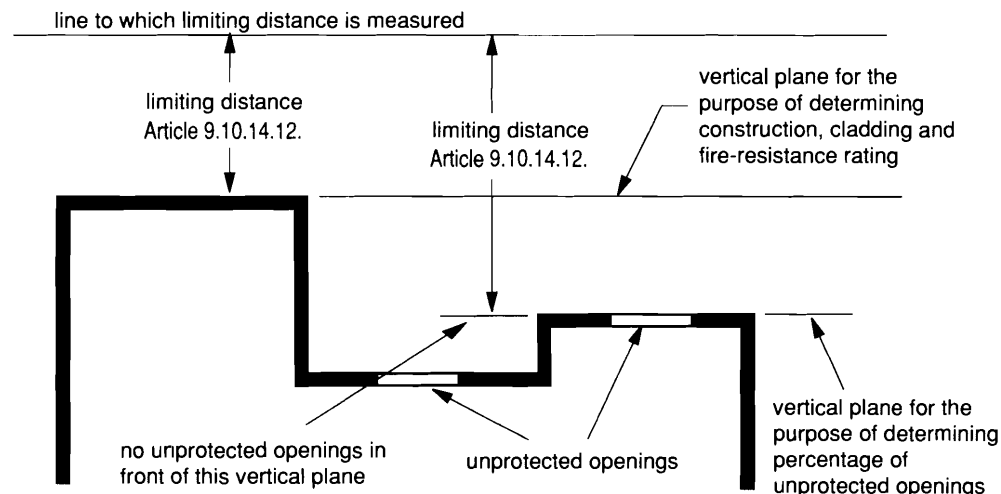 line to which limiting distance is measured
limiting distance
Article 9.10.14.12.
limiting distance
Article 9.10.14.12.
vertical plane for the
purpose of determining
construction, cladding and
fire-resistance rating
no unprotected openings in
front of this vertical plane
unprotected openings
vertical plane for the
purpose of determining
percentage of
unprotected openings